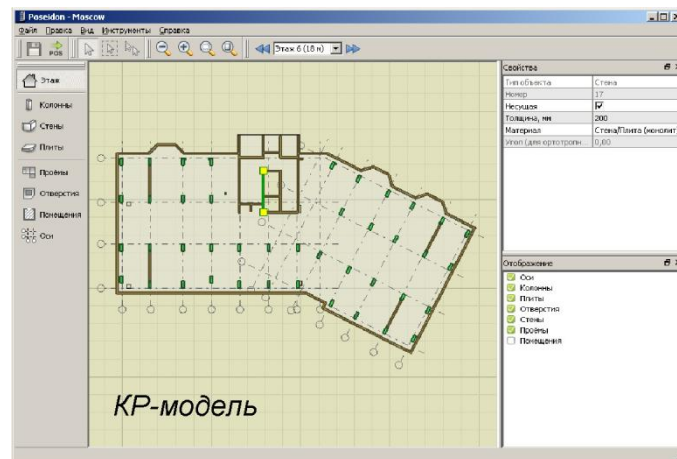 Poseidon - Moscow
Файл Правка Вид Инструменты Справка
POS
Этаж 6 (18 м)
Этаж
Колонны
Стены
Плиты
Проёмы
Отверстия
Помещения
Оси
КР-модель
Свойства
Тип объекта Стена
Номер 17
Несущая
Толщина, мм 200
Материал Стена/Плита (монолит)
Угол (для ортотропн... 0,00
Отображение
Оси
Колонны
Плиты
Отверстия
Стены
Проёмы
Помещения